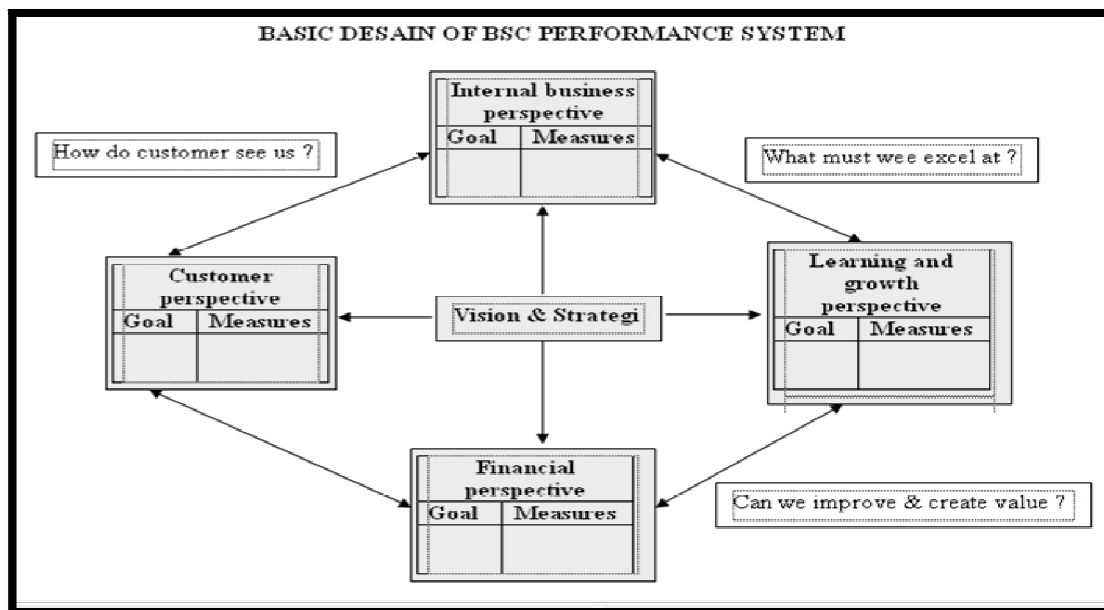 BASIC DESAIN OF BSC PERFORMANCE SYSTEM
Internal business
perspective
Goal Measures
How do customer see us ?
What must wee excel at ?
Customer
perspective
Goal Measures
Vision & Strategi
Learning and
growth
perspective
Goal Measures
Financial
perspective
Goal Measures
Can we improve & create value ?